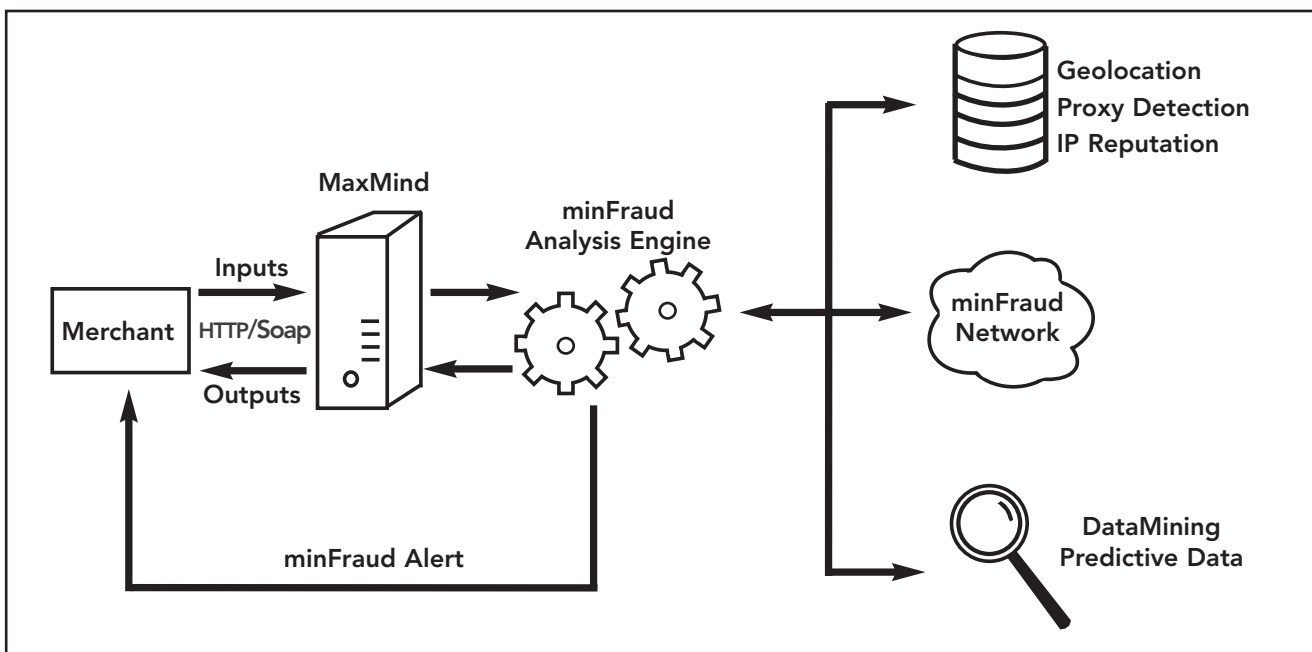 MaxMind
minFraud
Analysis Engine
Inputs
Merchant
HTTP/Soap
Outputs
minFraud Alert
Geolocation
Proxy Detection
IP Reputation
minFraud
Network
DataMining
Predictive Data